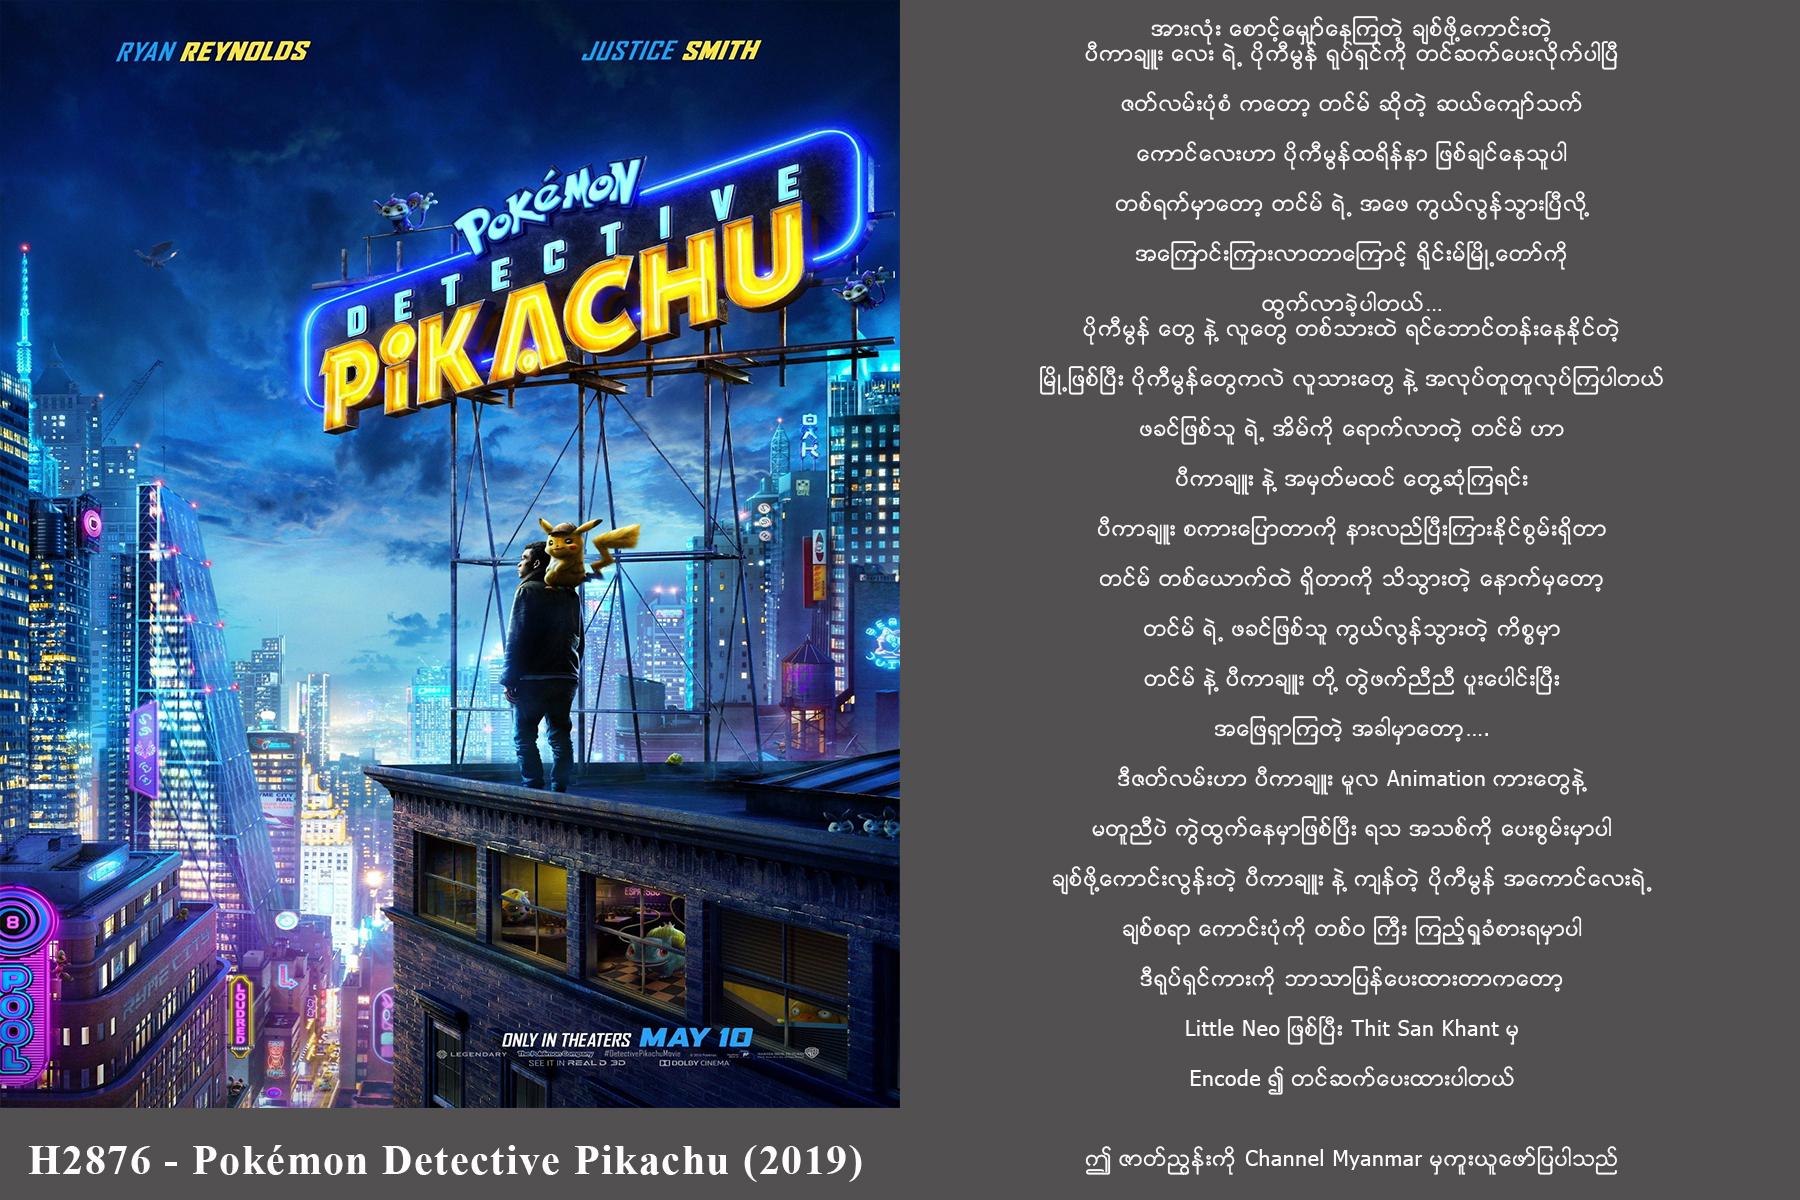 RYAN REYNOLDS
JUSTICE SMITH
POKéMON
DETECTIVE
PiKACHU
OAK
ESPRESSO
RYME CITY
8
POOL
LOUDRED
ONLY IN THEATERS MAY 10
LEGENDARY The Pokémon Company #DetectivePikachuMovie
SEE IT IN REAL D 3D DOLBY CINEMA
H2876 - Pokémon Detective Pikachu (2019)
အားလုံး စောင့်မျှော်နေကြတဲ့ ချစ်ဖို့ကောင်းတဲ့
ပီကာချူး လေး ရဲ့ ပိုကီမွန် ရုပ်ရှင်ကို တင်ဆက်ပေးလိုက်ပါပြီ
ဇတ်လမ်းပုံစံ ကတော့ တင်မ် ဆိုတဲ့ ဆယ်ကျော်သက်
ကောင်လေးဟာ ပိုကီမွန်ထရိန်နာ ဖြစ်ချင်နေသူပါ
တစ်ရက်မှာတော့ တင်မ် ရဲ့ အဖေ ကွယ်လွန်သွားပြီလို့
အကြောင်းကြားလာတာကြောင့် ရိုင်းမ်မြို့တော်ကို
ထွက်လာခဲ့ပါတယ်...
ပိုကီမွန် တွေ နဲ့ လူတွေ တစ်သားထဲ ရင်ဘောင်တန်းနေနိုင်တဲ့
မြို့ဖြစ်ပြီး ပိုကီမွန်တွေကလဲ လူသားတွေ နဲ့ အလုပ်တူတူလုပ်ကြပါတယ်
ဖခင်ဖြစ်သူ ရဲ့ အိမ်ကို ရောက်လာတဲ့ တင်မ် ဟာ
ပီကာချူး နဲ့ အမှတ်မထင် တွေ့ဆုံကြရင်း
ပီကာချူး စကားပြောတာကို နားလည်ပြီးကြားနိုင်စွမ်းရှိတာ
တင်မ် တစ်ယောက်ထဲ ရှိတာကို သိသွားတဲ့ နောက်မှတော့
တင်မ် ရဲ့ ဖခင်ဖြစ်သူ ကွယ်လွန်သွားတဲ့ ကိစ္စမှာ
တင်မ် နဲ့ ပီကာချူး တို့ တွဲဖက်ညီညီ ပူးပေါင်းပြီး
အဖြေရှာကြတဲ့ အခါမှာတော့....
ဒီဇတ်လမ်းဟာ ပီကာချူး မူလ Animation ကားတွေနဲ့
မတူညီပဲ ကွဲထွက်နေမှာဖြစ်ပြီး ရသ အသစ်ကို ပေးစွမ်းမှာပါ
ချစ်ဖို့ကောင်းလွန်းတဲ့ ပီကာချူး နဲ့ ကျန်တဲ့ ပိုကီမွန် အကောင်လေးရဲ့
ချစ်စရာ ကောင်းပုံကို တစ်ဝ ကြီး ကြည့်ရှုခံစားရမှာပါ
ဒီရုပ်ရှင်ကားကို ဘာသာပြန်ပေးထားတာကတော့
Little Neo ဖြစ်ပြီး Thit San Khant မှ
Encode ၍ တင်ဆက်ပေးထားပါတယ်
ဤ ဇာတ်ညွှန်းကို Channel Myanmar မှကူးယူဖော်ပြပါသည်